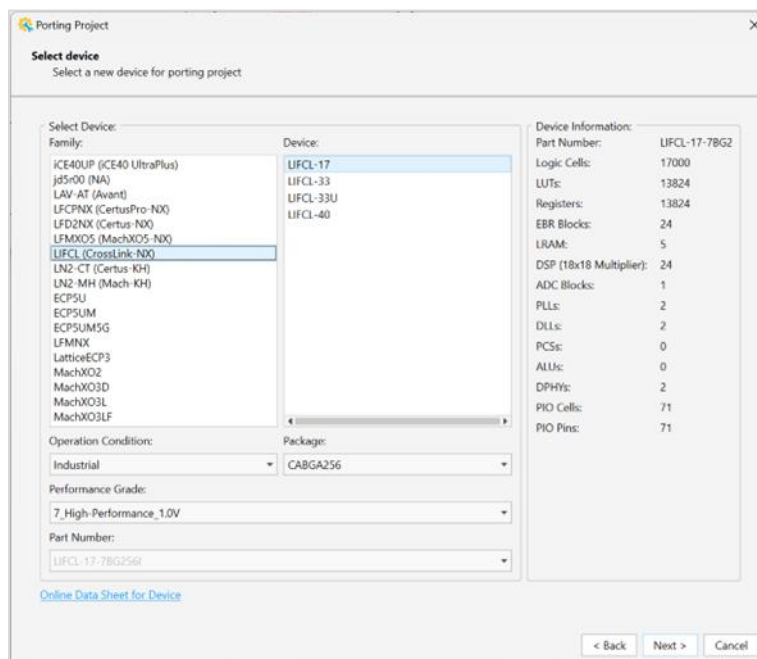 Porting Project
Select device
Select a new device for porting project
Select Device:
Family:
iCE40UP (iCE40 UltraPlus)
jd5r00 (NA)
LAV-AT (Avant)
LFCPNX (CertusPro-NX)
LFD2NX (Certus-NX)
LFMXO5 (MachXO5-NX)
LIFCL (CrossLink-NX)
LN2-CT (Certus-KH)
LN2-MH (Mach-KH)
ECP5U
ECP5UM
ECP5UM5G
LFMNX
LatticeECP3
MachXO2
MachXO3D
MachXO3L
MachXO3LF
Device:
LIFCL-17
LIFCL-33
LIFCL-33U
LIFCL-40
Operation Condition:
Industrial
Package:
CABGA256
Performance Grade:
7_High-Performance_1.0V
Part Number:
LIFCL-17-7BG256I
Online Data Sheet for Device
Device Information:
Part Number: LIFCL-17-7BG2
Logic Cells: 17000
LUTs: 13824
Registers: 13824
EBR Blocks: 24
LRAM: 5
DSP (18x18 Multiplier): 24
ADC Blocks: 1
PLLs: 2
DLLs: 2
PCSs: 0
ALUs: 0
DPHYs: 2
PIO Cells: 71
PIO Pins: 71
< Back
Next >
Cancel